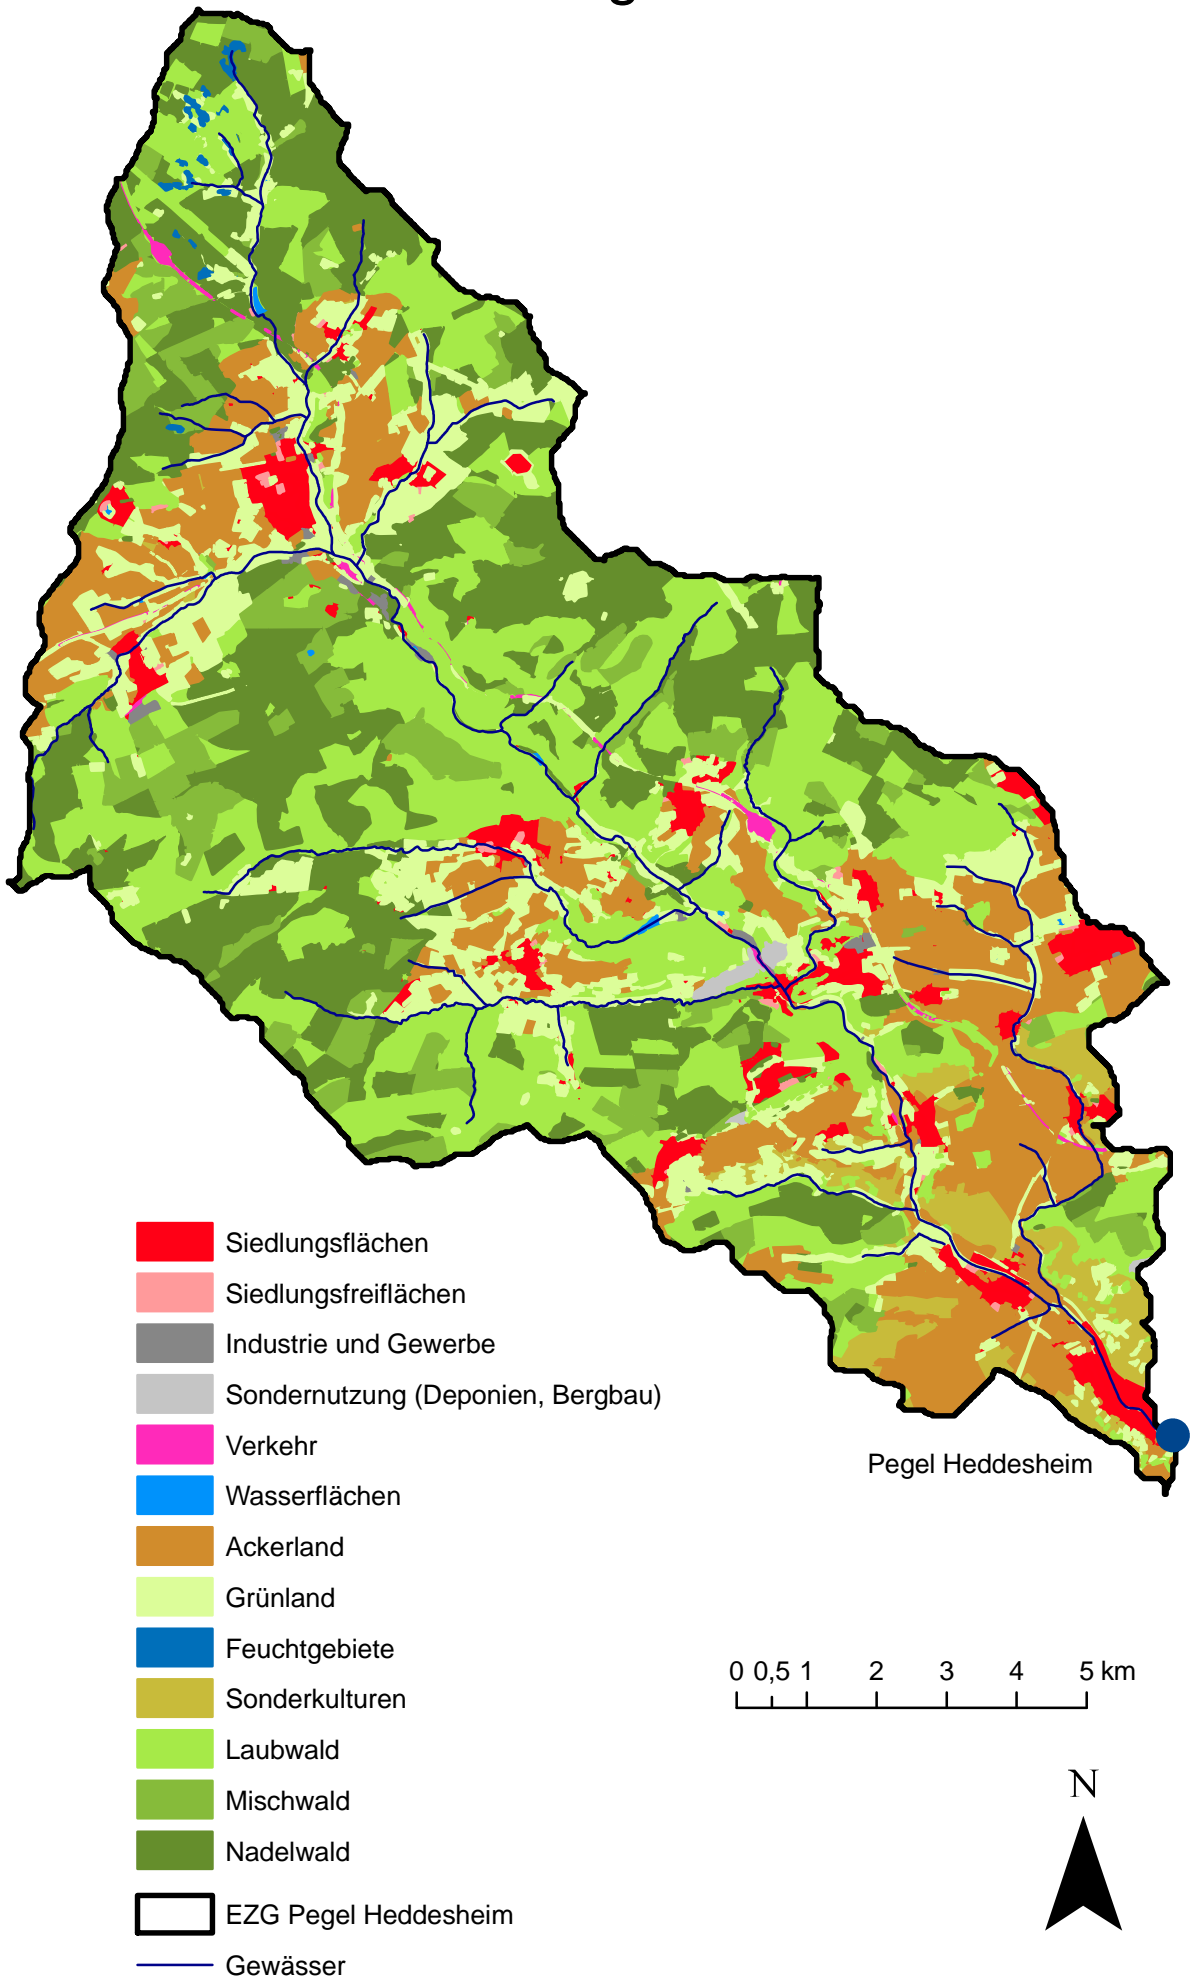 Siedlungsflächen
Siedlungsfreiflächen
Industrie und Gewerbe
Sondernutzung (Deponien, Bergbau)
Verkehr
Pegel Heddesheim
Wasserflächen
Ackerland
Grünland
Feuchtgebiete
Sonderkulturen
0 0,5 1 2 3 4 5 km
Laubwald
Mischwald
N
Nadelwald
EZG Pegel Heddesheim
Gewässer